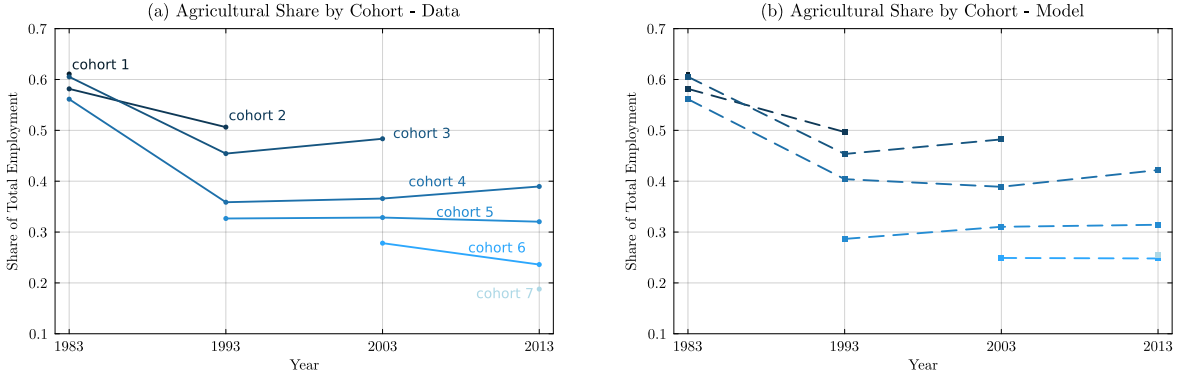 (a) Agricultural Share by Cohort - Data
0.7
0.6
0.5
0.4
0.3
0.2
0.1
Share of Total Employment
cohort 1
cohort 2
cohort 3
cohort 4
cohort 5
cohort 6
cohort 7
1983
1993
2003
2013
Year
(b) Agricultural Share by Cohort - Model
0.7
0.6
0.5
0.4
0.3
0.2
0.1
Share of Total Employment
1983
1993
2003
2013
Year